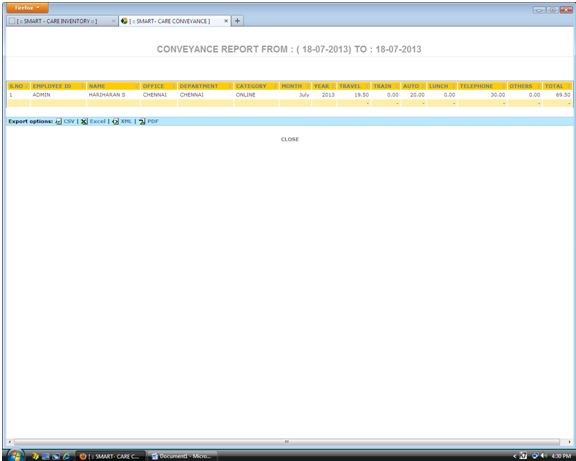 Firefox
[ :: SMART - CARE INVENTORY :: ] × [ :: SMART- CARE CONVEYANCE ] × +
CONVEYANCE REPORT FROM : ( 18-07-2013) TO : 18-07-2013
S.NO EMPLOYEE ID NAME OFFICE DEPARTMENT CATEGORY MONTH YEAR TRAVEL TRAIN AUTO LUNCH TELEPHONE OTHERS TOTAL
1 ADMIN HARIHARAN S CHENNAI CHENNAI ONLINE July 2013 19.50 0.00 20.00 0.00 30.00 0.00 69.50
- - - - - - -
Export options: CSV | Excel | XML | PDF
CLOSE
[ :: SMART- CARE C... Document1 - Micro... 4:30 PM